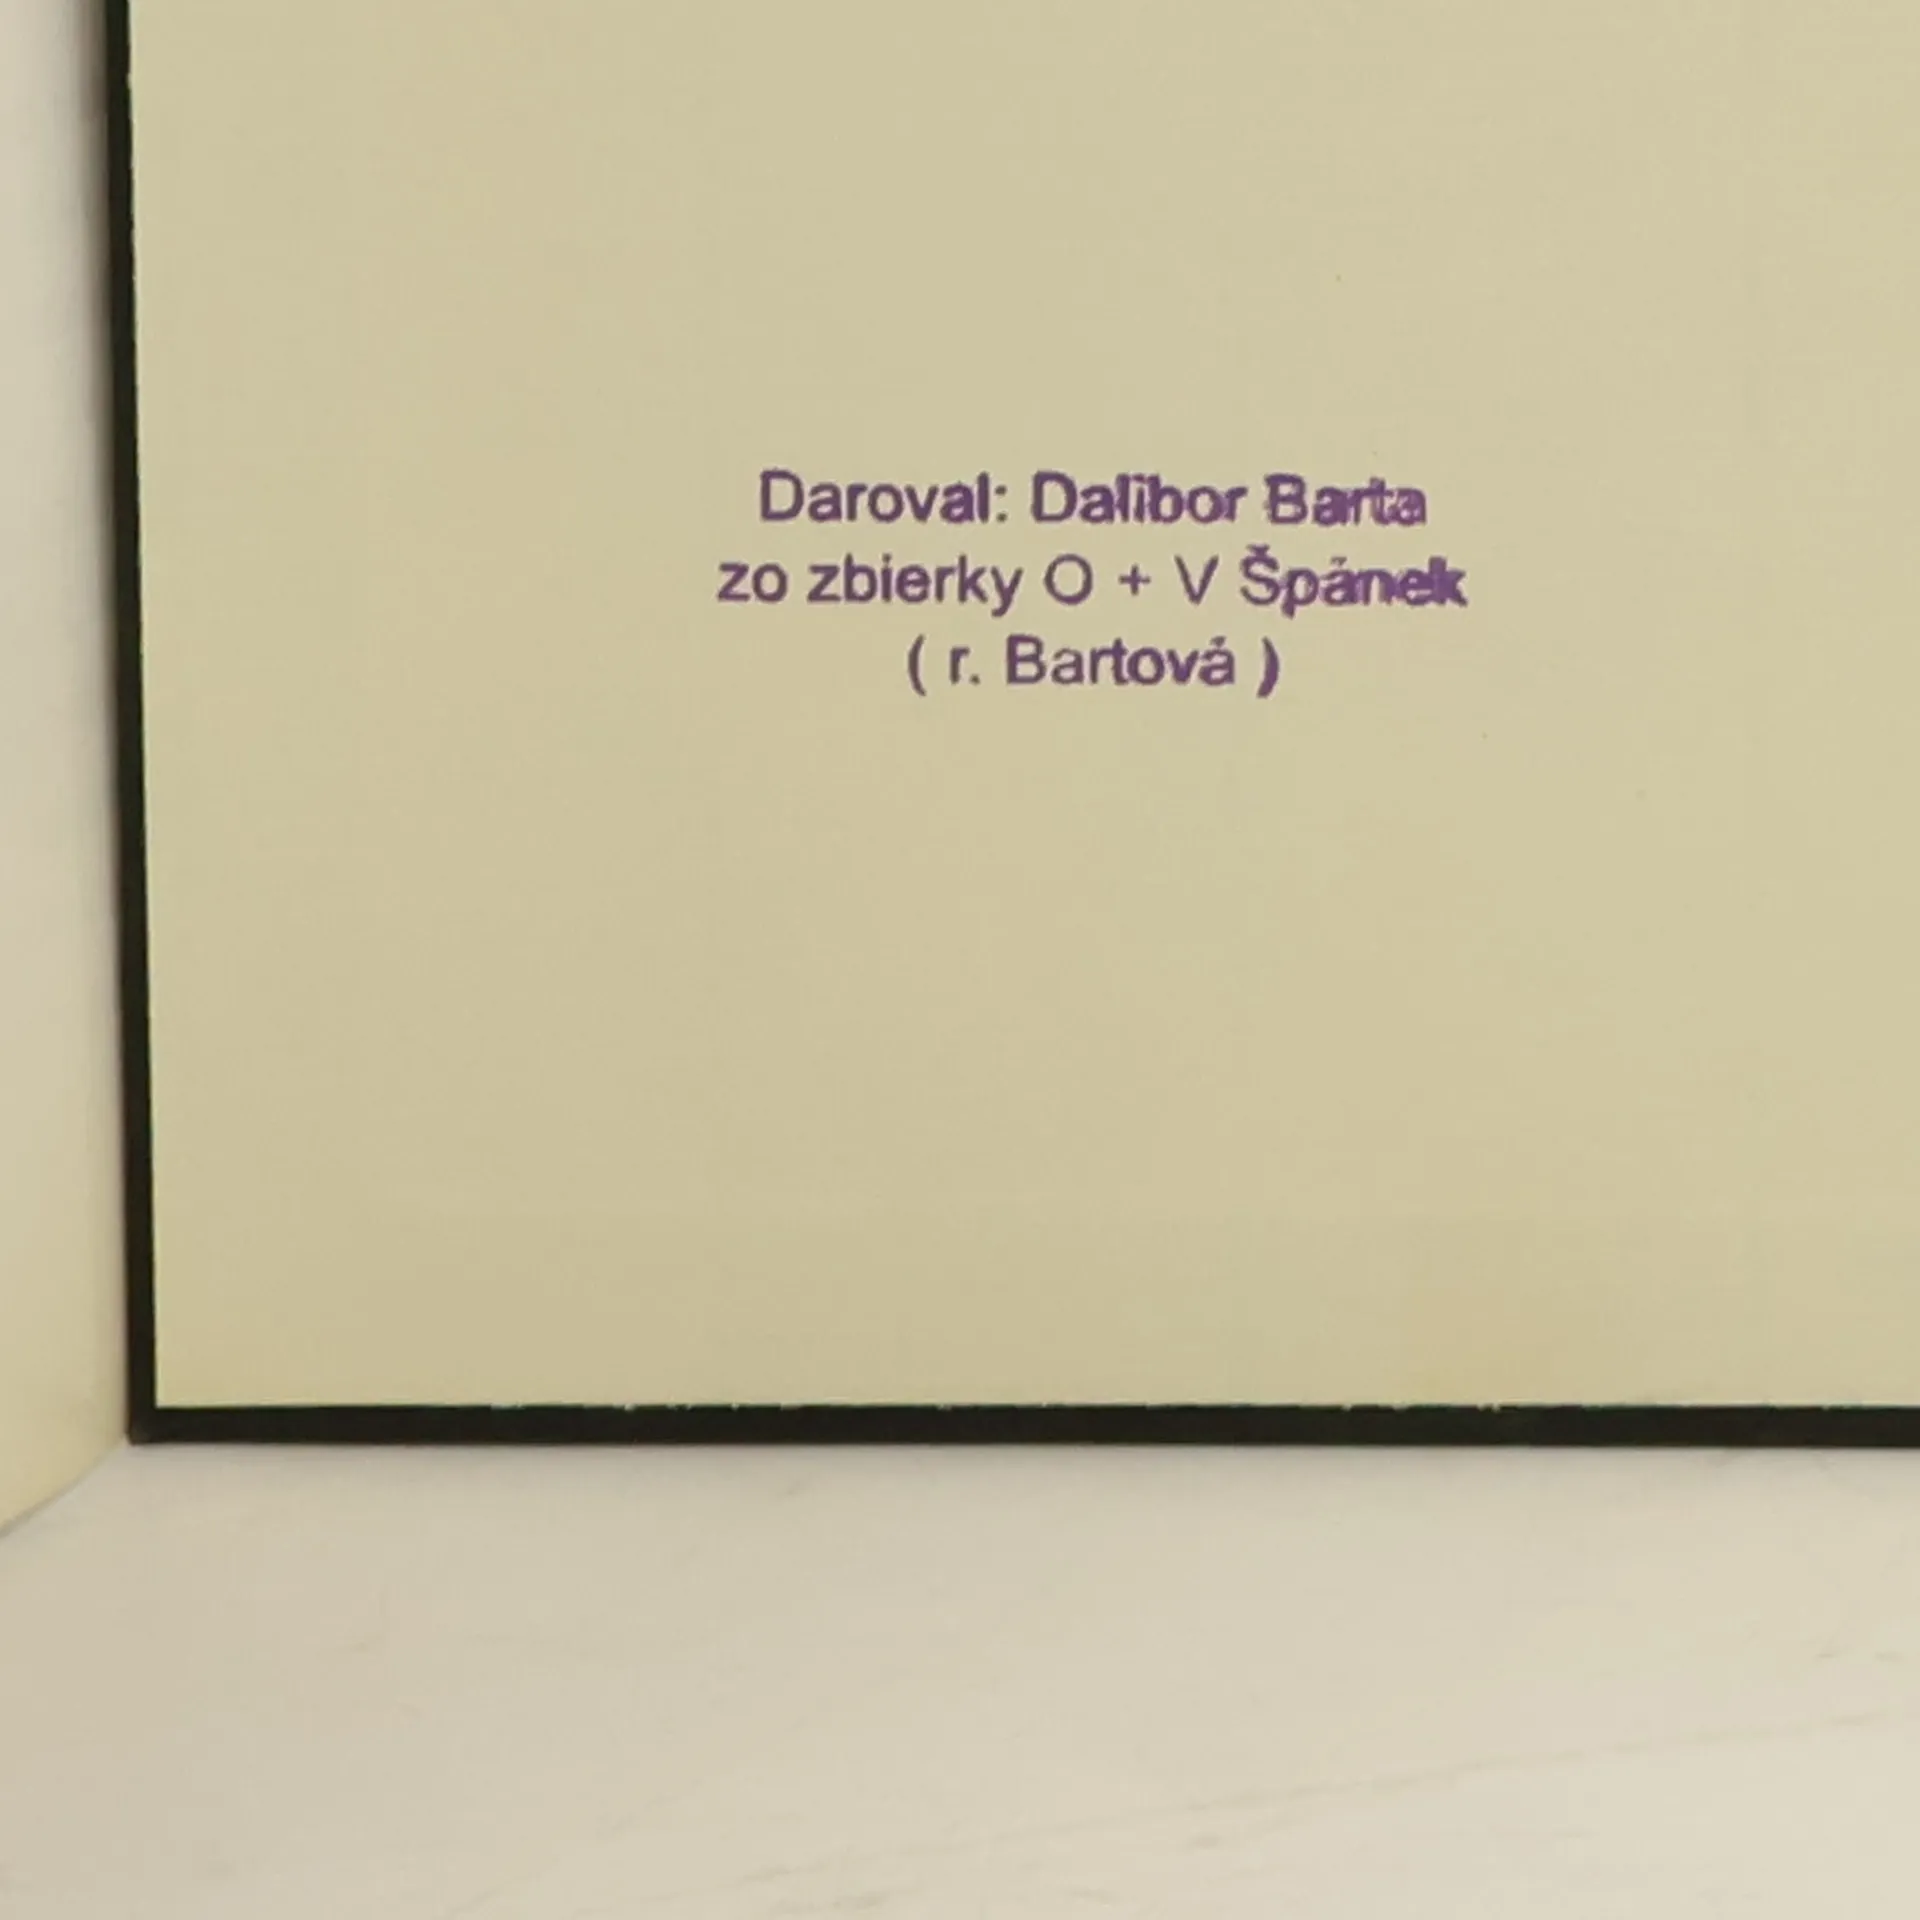 Daroval: Dalibor Barta
zo zbierky O + V Špánek
( r. Bartová )